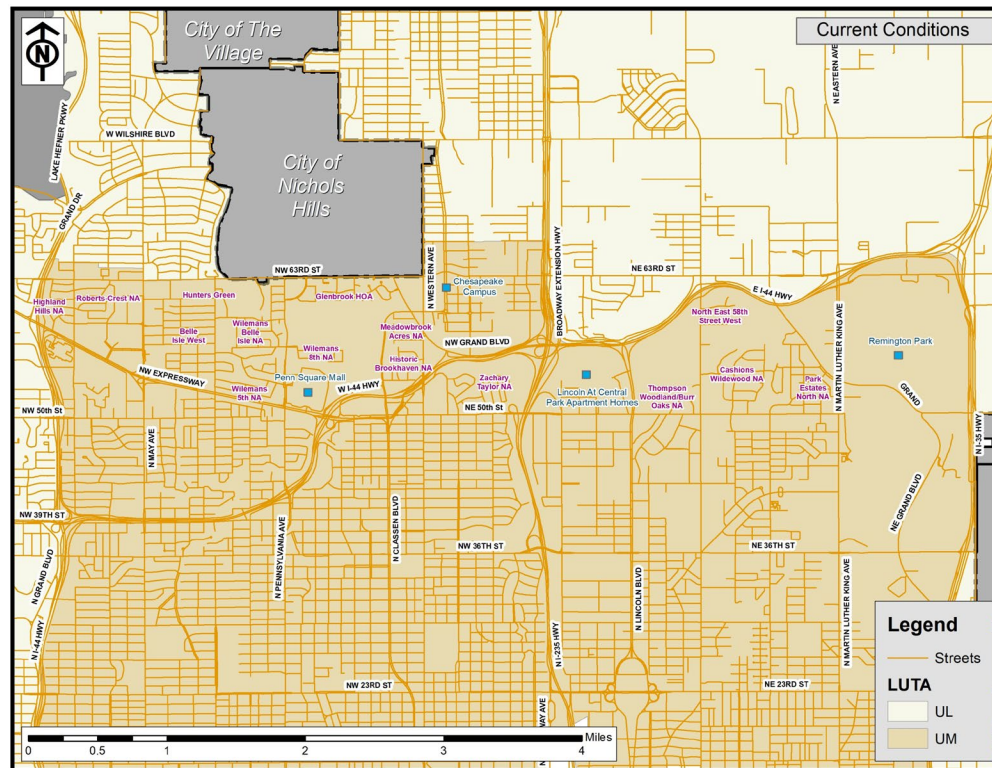 City of The
Village
Current Conditions
N
N EASTERN AVE
LAKE HEFNER PKWY
W WILSHIRE BLVD
City of
Nichols
Hills
GRAND DR
NW 63RD ST
N WESTERN AVE
BROADWAY EXTENSION HWY
NE 63RD ST
Chesapeake
Campus
E I-44 HWY
Highland
Hills NA
Roberts Crest NA
Hunters Green
Glenbrook HOA
North East 58th
Street West
N MARTIN LUTHER KING AVE
Belle
Isle West
Wilemans
Belle
Isle NA
Meadowbrook
Acres NA
NW GRAND BLVD
Remington Park
Wilemans
8th NA
Historic
Brookhaven NA
NW EXPRESSWAY
Penn Square Mall
W I-44 HWY
Zachary
Taylor NA
Cashions
Wildewood NA
Park
Estates
North NA
GRAND
Wilemans
5th NA
Lincoln At Central
Park Apartment Homes
Thompson
Woodland/Burr
Oaks NA
NW 50th St
NE 50th St
N MAY AVE
N I-35 HWY
NE GRAND BLVD
NW 39TH ST
N PENNSYLVANIA AVE
N CLASSEN BLVD
NW 36TH ST
NE 36TH ST
N GRAND BLVD
N LINCOLN BLVD
N MARTIN LUTHER KING AVE
N I-44 HWY
N I-235 HWY
Legend
Streets
LUTA
UL
UM
NW 23RD ST
NE 23RD ST
Miles
0 0.5 1 2 3 4